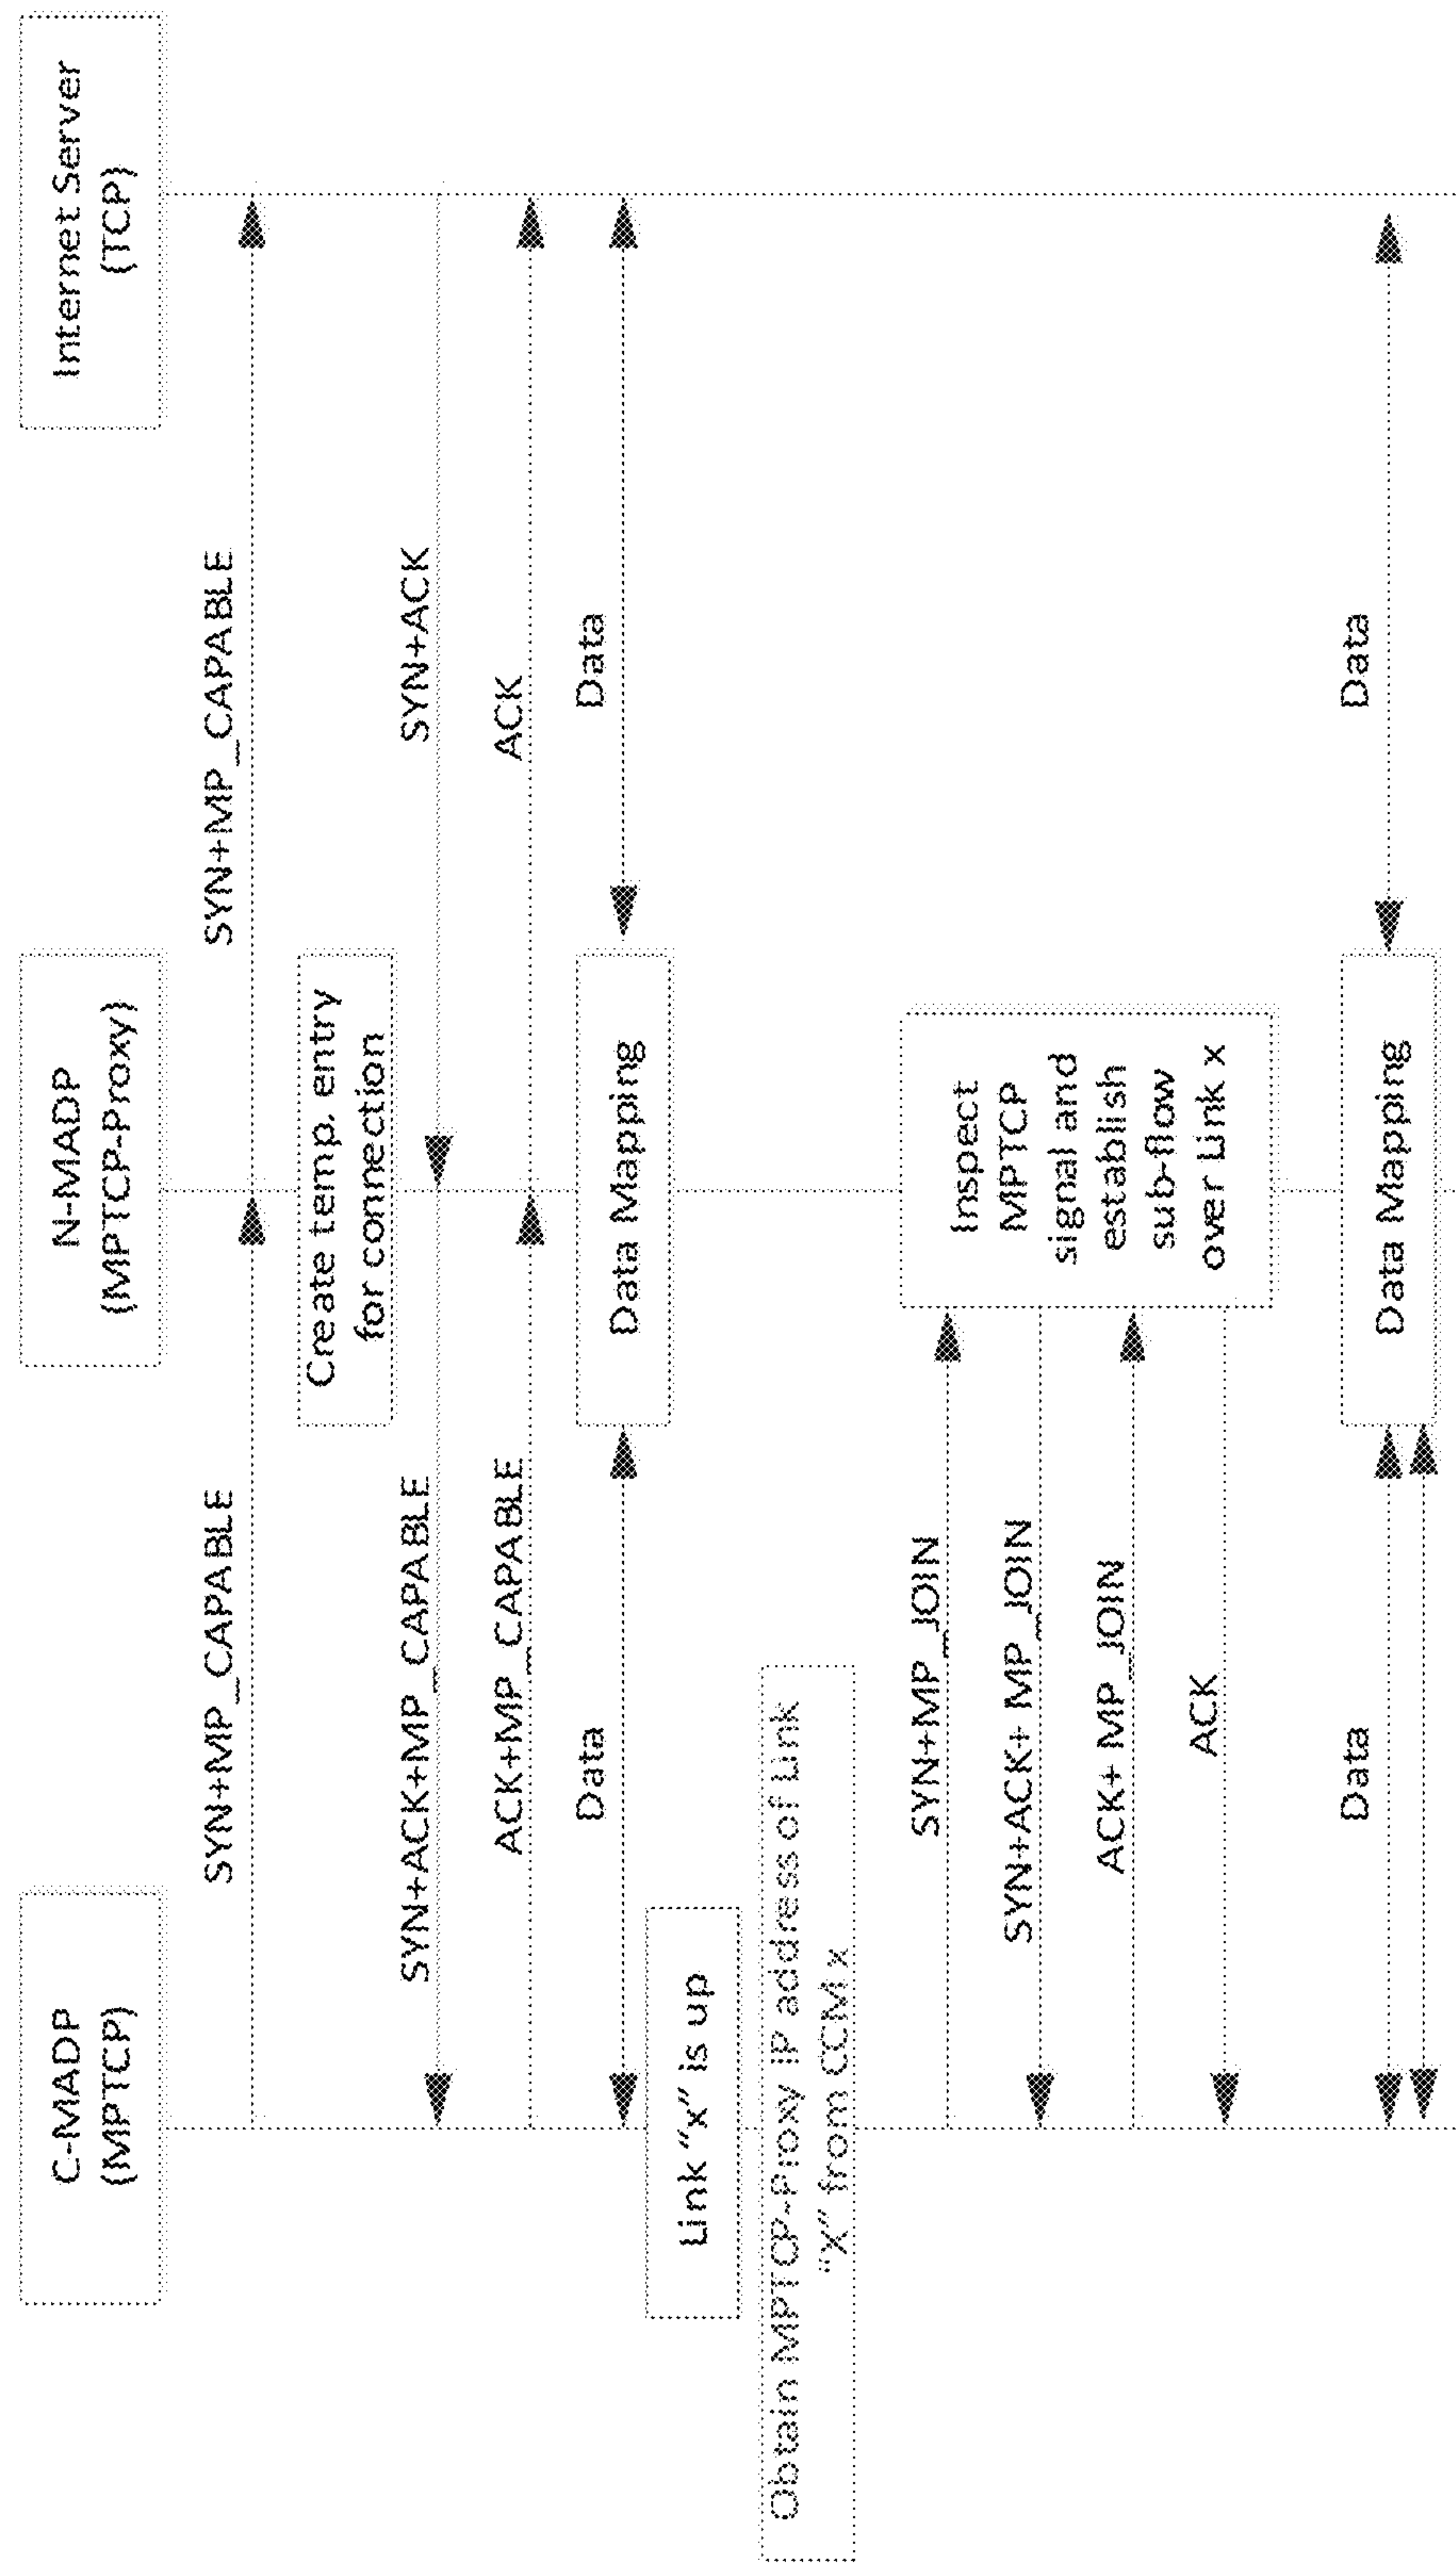 C-MADP
(MPTCP)
N-MADP
(MPTCP-Proxy)
Internet Server
(TCP)
SYN+MP_CAPABLE
SYN+MP_CAPABLE
Create temp. entry
for connection
SYN+ACK+MP_CAPABLE
SYN+ACK
ACK+MP_CAPABLE
ACK
Data
Data Mapping
Data
Link "x" is up
Obtain MPTCP-Proxy IP address of Link
"X" from CCM x
SYN+MP_JOIN
SYN+ACK+ MP_JOIN
ACK+ MP_JOIN
ACK
Inspect
MPTCP
signal and
establish
sub-flow
over Link x
Data
Data Mapping
Data